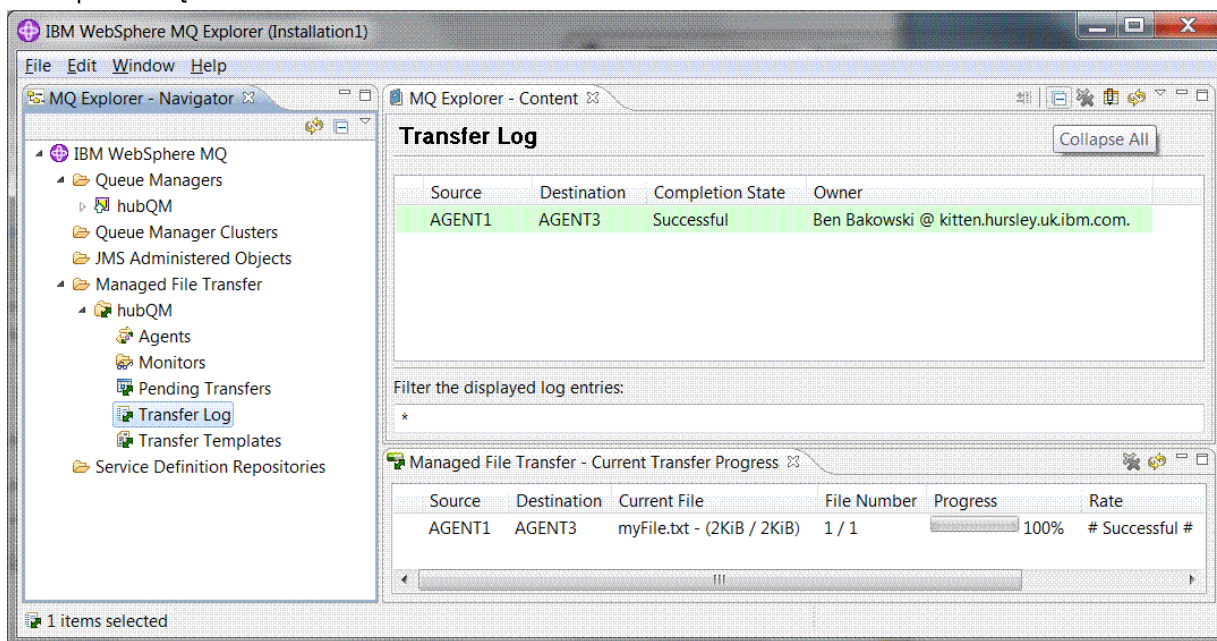 IBM WebSphere MQ Explorer (Installation1)
File Edit Window Help
MQ Explorer - Navigator
IBM WebSphere MQ
Queue Managers
hubQM
Queue Manager Clusters
JMS Administered Objects
Managed File Transfer
hubQM
Agents
Monitors
Pending Transfers
Transfer Log
Transfer Templates
Service Definition Repositories
MQ Explorer - Content
Transfer Log
Collapse All
Source Destination Completion State Owner
AGENT1 AGENT3 Successful Ben Bakowski @ kitten.hursley.uk.ibm.com.
Filter the displayed log entries:
*
Managed File Transfer - Current Transfer Progress
Source Destination Current File File Number Progress Rate
AGENT1 AGENT3 myFile.txt - (2KiB / 2KiB) 1 / 1 100% # Successful #
1 items selected